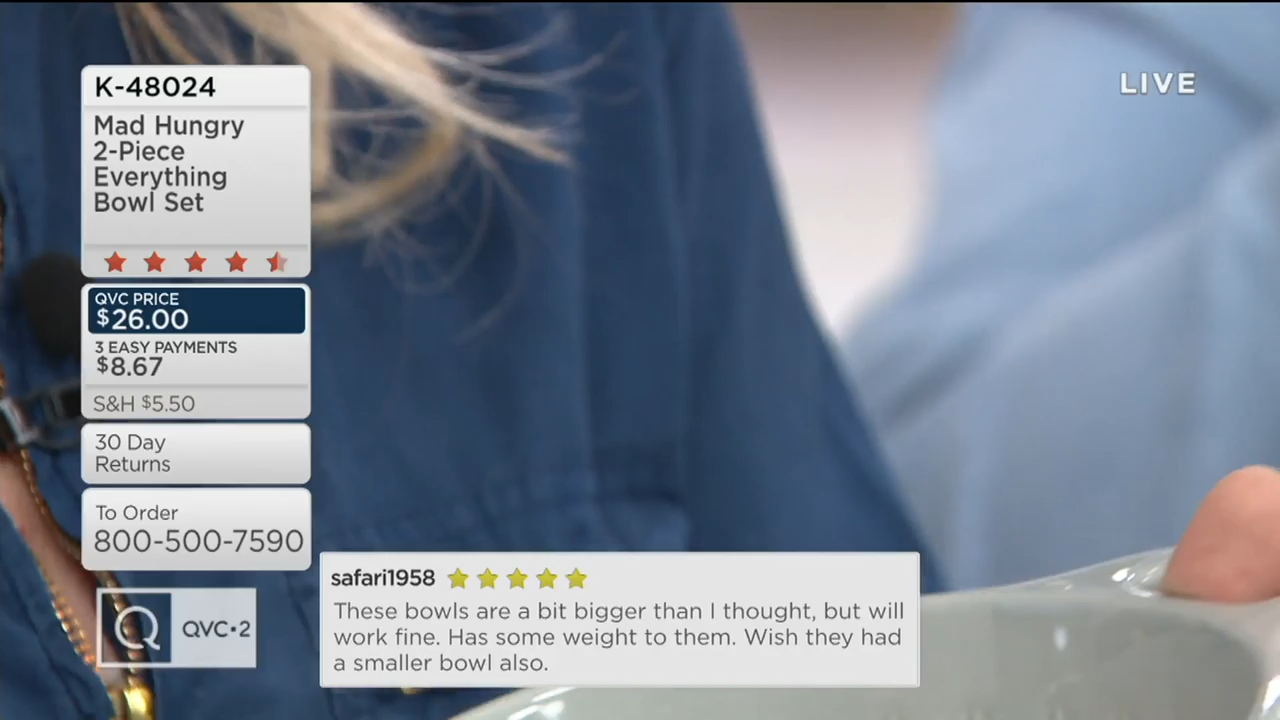 K-48024
Mad Hungry
2-Piece
Everything
Bowl Set
QVC PRICE
$26.00
3 EASY PAYMENTS
$8.67
S&H $5.50
30 Day
Returns
To Order
800-500-7590
Q QVC•2
LIVE
safari1958
These bowls are a bit bigger than I thought, but will
work fine. Has some weight to them. Wish they had
a smaller bowl also.